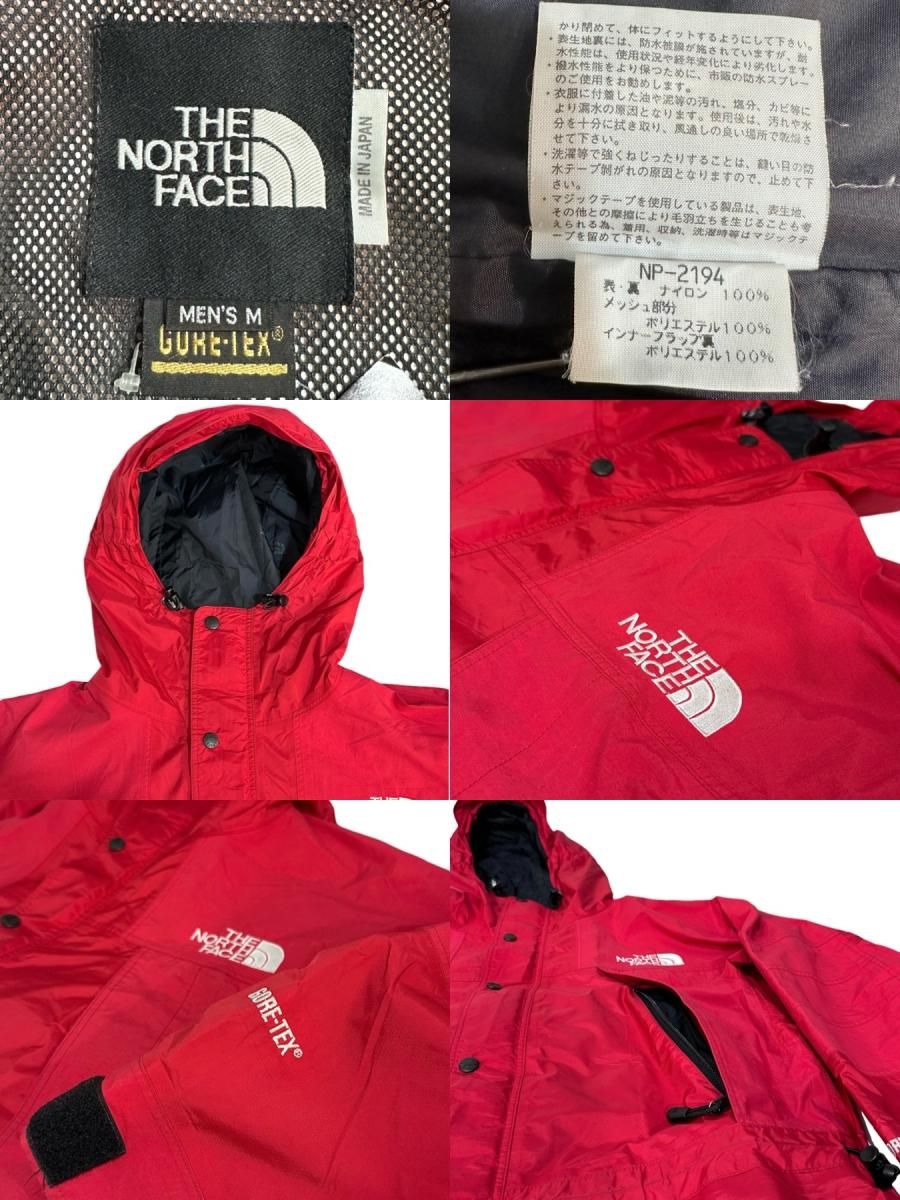 THE
NORTH
FACE
MADE IN JAPAN
MEN'S M
GORE-TEX®
かり閉めて、体にフィットするようにして下さい。
・表生地裏には、防水被膜が施されていますが、耐
水性能は、使用状況や経年変化により劣化します。
・撥水性能をより保つために、市販の防水スプレー
のご使用をお勧めします。
・衣服に付着した油や泥等の汚れ、塩分、カビ等に
より漏水の原因となります。使用後は、汚れや水
分を十分に拭き取り、風通しの良い場所で乾燥さ
せて下さい。
・洗濯等で強くねじったりすることは、縫い目の防
水テープ剥がれの原因となりますので、止めて下
さい。
・マジックテープを使用している製品は、表生地、
その他との摩擦により毛羽立ちを生じることも考
えられる為、着用、収納、洗濯時等はマジックテ
ープを留めて下さい。
NP-2194
表・裏 ナイロン 100%
メッシュ部分
ポリエステル100%
インナーフラップ裏
ポリエステル100%
THE
THE
NORTH
FACE
THE
NORTH
FACE
GORE-TEX®
THE
NORTH
FACE